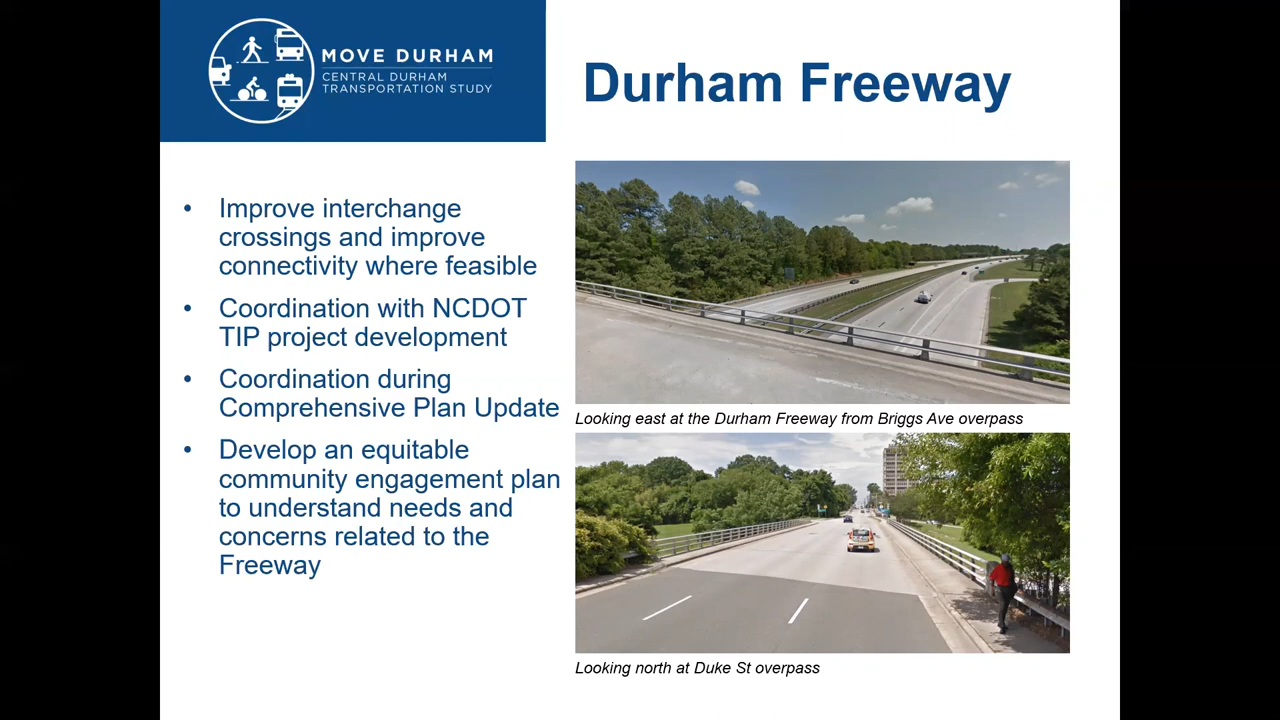 MOVE DURHAM
CENTRAL DURHAM
TRANSPORTATION STUDY
Durham Freeway
• Improve interchange
crossings and improve
connectivity where feasible
• Coordination with NCDOT
TIP project development
• Coordination during
Comprehensive Plan Update
• Develop an equitable
community engagement plan
to understand needs and
concerns related to the
Freeway
Looking east at the Durham Freeway from Briggs Ave overpass
Looking north at Duke St overpass